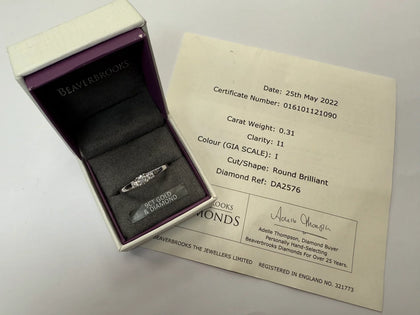 BEAVERBROOKS
9CT GOLD
& DIAMOND
Date: 25th May 2022
Certificate Number: 016101121090
Carat Weight: 0.31
Clarity: I1
Colour (GIA SCALE): I
Cut/Shape: Round Brilliant
Diamond Ref: DA2576
MONDS
Adele Thompson, Diamond Buyer
Personally Hand-Selecting
Beaverbrooks Diamonds For Over 25 Years.
BEAVERBROOKS THE JEWELLERS LIMITED REGISTERED IN ENGLAND NO. 321773